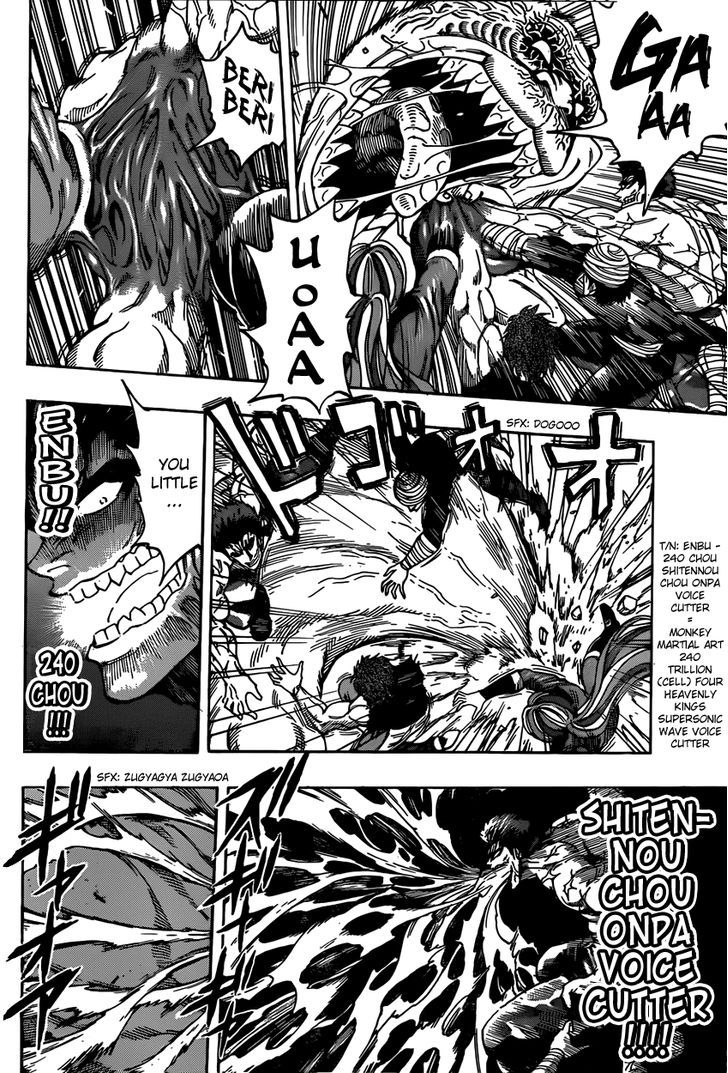 GA
AA
BERI
BERI
UOAA
SFX: DOGOOO
ドゴオオ
YOU
LITTLE
...
ENBU!!
240
CHOU
!!!
T/N: ENBU -
240 CHOU
SHITENNOU
CHOU ONPA
VOICE
CUTTER
=
MONKEY
MARTIAL ART
240
TRILLION
(CELL) FOUR
HEAVENLY
KINGS
SUPERSONIC
WAVE VOICE
CUTTER
SHITEN-
NOU
CHOU
ONPA
VOICE
CUTTER
!!!!
SFX: ZUGYAGYA ZUGYAOA